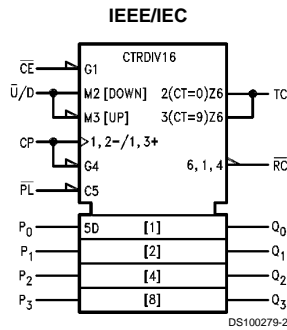 IEEE/IEC
CTRDIV16
CE G1
U/D M2 [DOWN] 2(CT=0)Z6 TC
M3 [UP] 3(CT=9)Z6
CP 1,2-/1,3+
G4 6,1,4 RC
PL C5
P0 5D [1] Q0
P1 [2] Q1
P2 [4] Q2
P3 [8] Q3
DS100279-2